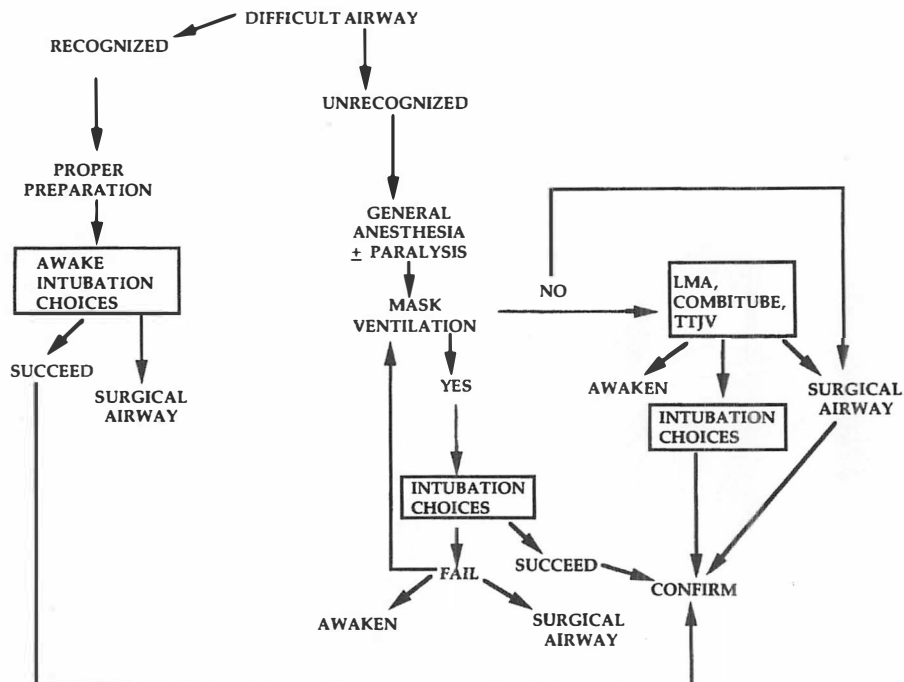 DIFFICULT AIRWAY
RECOGNIZED
UNRECOGNIZED
PROPER
PREPARATION
GENERAL
ANESTHESIA
± PARALYSIS
AWAKE
INTUBATION
CHOICES
NO
LMA,
COMBITUBE,
TTJV
MASK
VENTILATION
SUCCEED
SURGICAL
AIRWAY
YES
AWAKEN
SURGICAL
AIRWAY
INTUBATION
CHOICES
INTUBATION
CHOICES
FAIL
SUCCEED
CONFIRM
AWAKEN
SURGICAL
AIRWAY